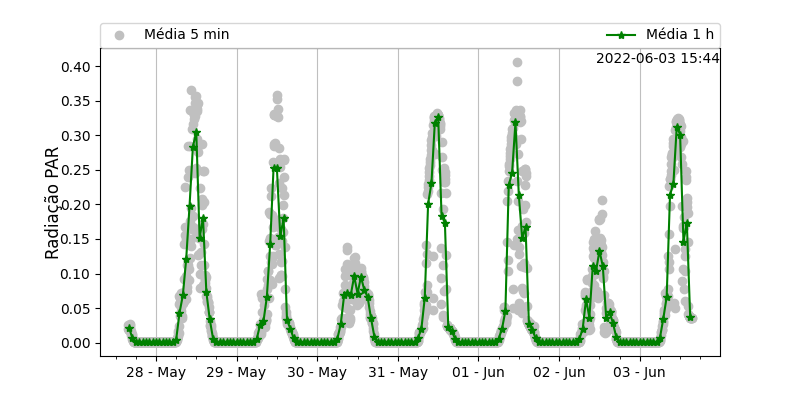 Média 5 min
Média 1 h
2022-06-03 15:44
Radiação PAR
0.40
0.35
0.30
0.25
0.20
0.15
0.10
0.05
0.00
28 - May
29 - May
30 - May
31 - May
01 - Jun
02 - Jun
03 - Jun